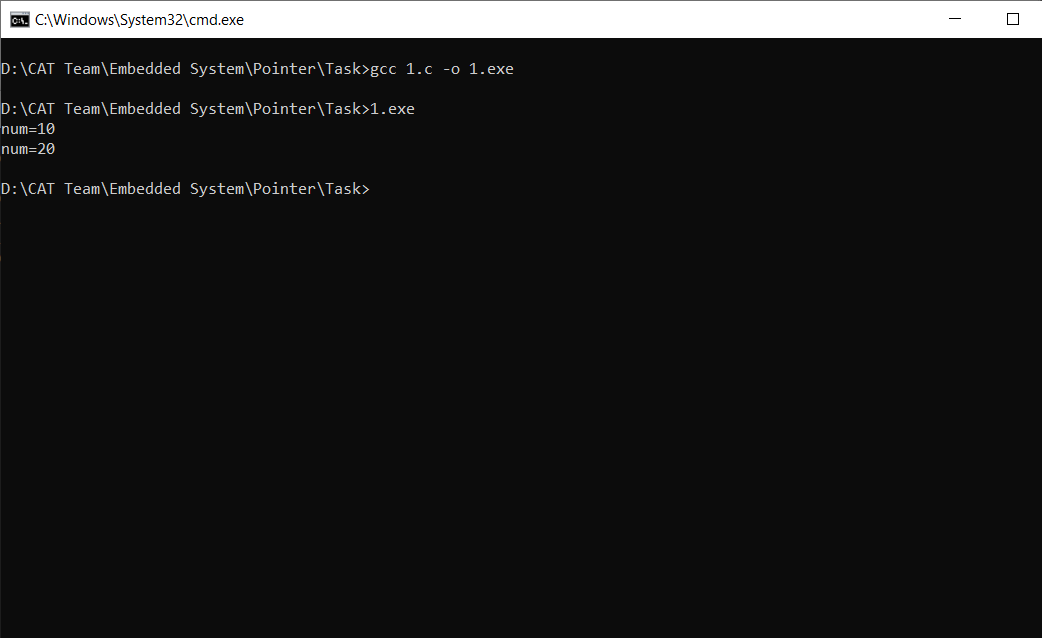 C:\Windows\System32\cmd.exe
D:\CAT Team\Embedded System\Pointer\Task>gcc 1.c -o 1.exe
D:\CAT Team\Embedded System\Pointer\Task>1.exe
num=10
num=20
D:\CAT Team\Embedded System\Pointer\Task>